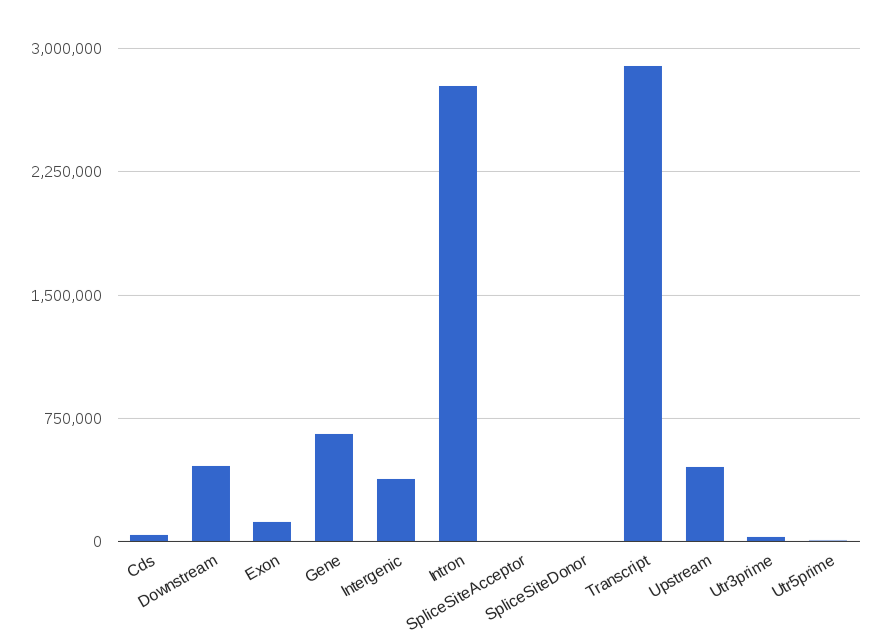 3,000,000
2,250,000
1,500,000
750,000
0
Cds
Downstream
Exon
Gene
Intergenic
Intron
SpliceSiteAcceptor
SpliceSiteDonor
Transcript
Upstream
Utr3prime
Utr5prime